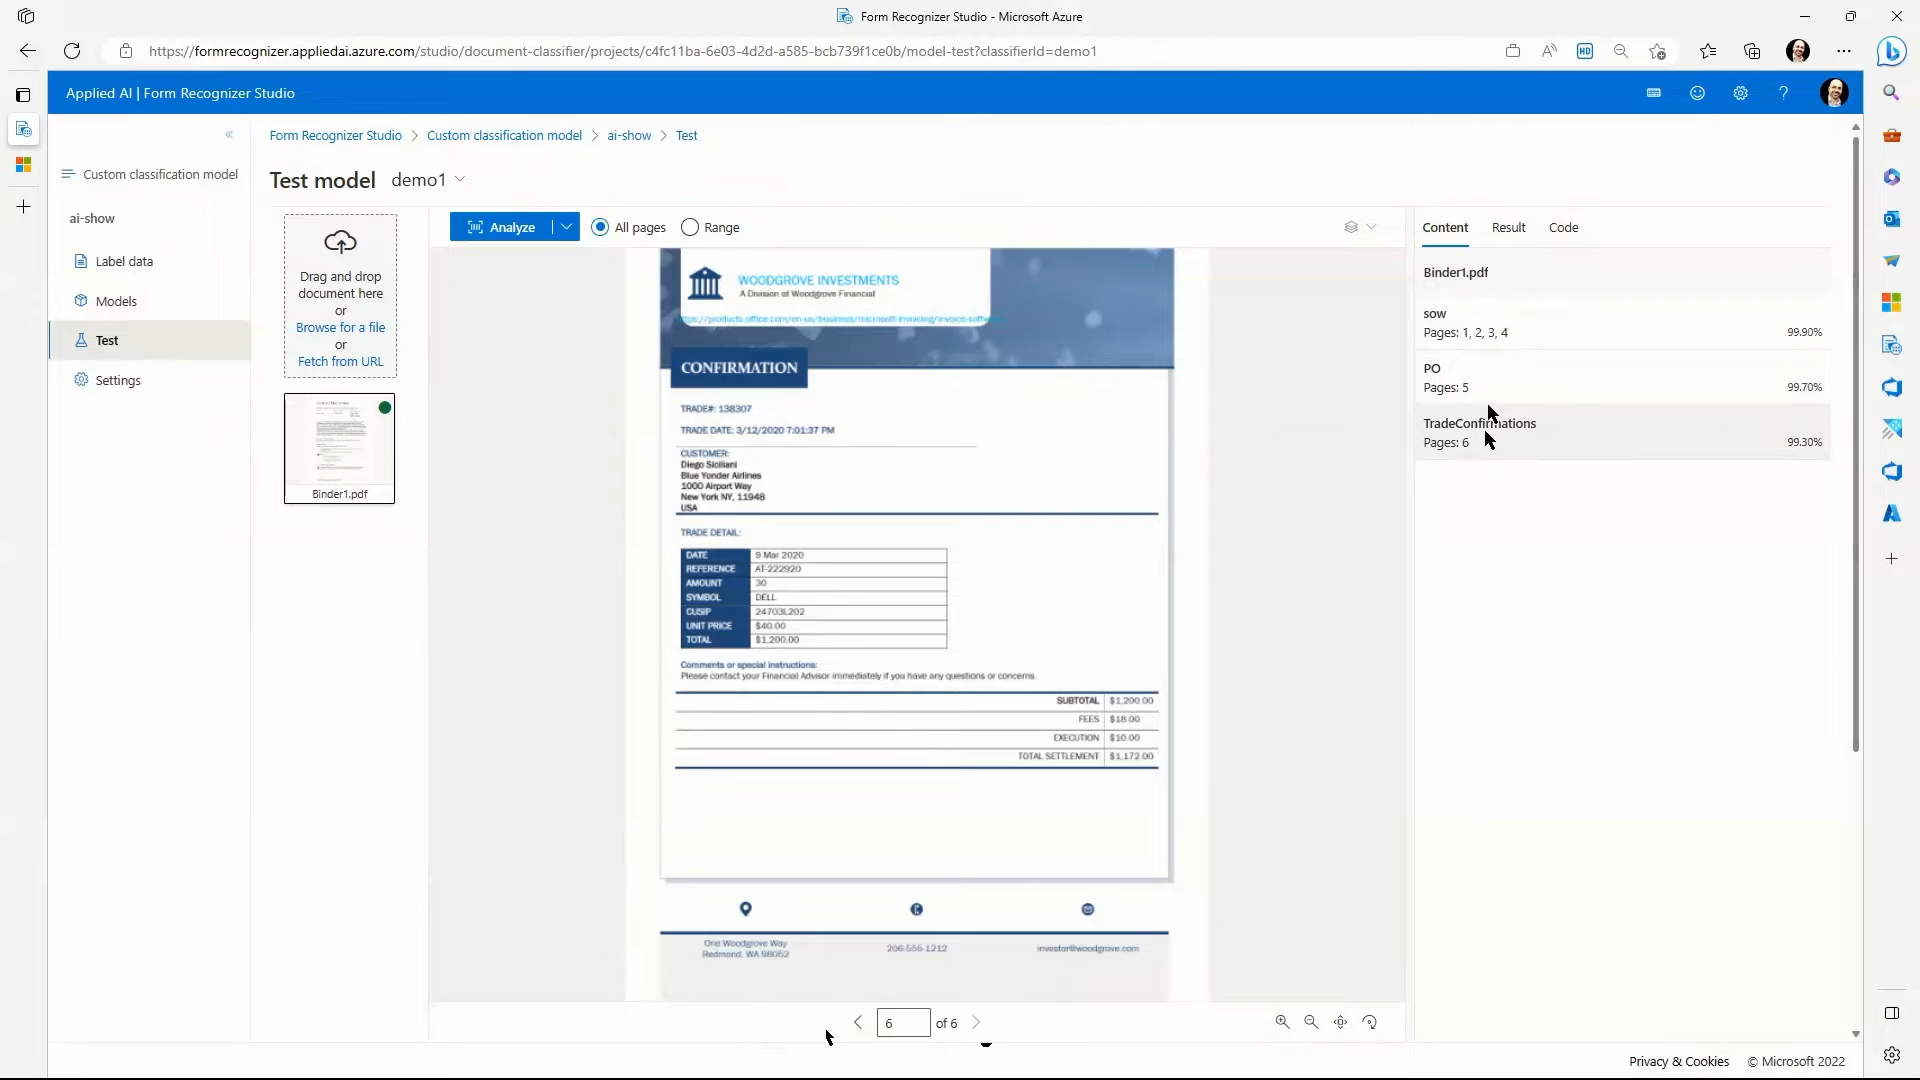 Form Recognizer Studio - Microsoft Azure
https://formrecognizer.appliedai.azure.com/studio/document-classifier/projects/c4fc11ba-6e03-4d2d-a585-bcb739f1ce0b/model-test?classifierId=demo1
Applied AI | Form Recognizer Studio
Form Recognizer Studio > Custom classification model > ai-show > Test
Custom classification model
ai-show
Label data
Models
Test
Settings
Test model demo1
Drag and drop
document here
or
Browse for a file
or
Fetch from URL
Binder1.pdf
Analyze All pages Range
WOODGROVE INVESTMENTS
A Division of Woodgrove Financial
CONFIRMATION
TRADE#: 138307
TRADE DATE: 3/12/2020 7:01:37 PM
CUSTOMER:
Diego Siciliani
Blue Yonder Airlines
1000 Airport Way
New York NY, 11948
USA
TRADE DETAIL:
DATE 9 Mar 2020
REFERENCE AT-222920
AMOUNT 30
SYMBOL DELL
CUSIP 24703L202
UNIT PRICE $40.00
TOTAL $1,200.00
Comments or special instructions:
Please contact your Financial Advisor immediately if you have any questions or concerns.
SUBTOTAL $1,200.00
FEES $18.00
EXECUTION $10.00
TOTAL SETTLEMENT $1,172.00
One Woodgrove Way
Redmond, WA 98052
206-555-1212
investor@woodgrove.com
6 of 6
Content Result Code
Binder1.pdf
sow
Pages: 1, 2, 3, 4 99.90%
PO
Pages: 5 99.70%
TradeConfirmations
Pages: 6 99.30%
Privacy & Cookies © Microsoft 2022